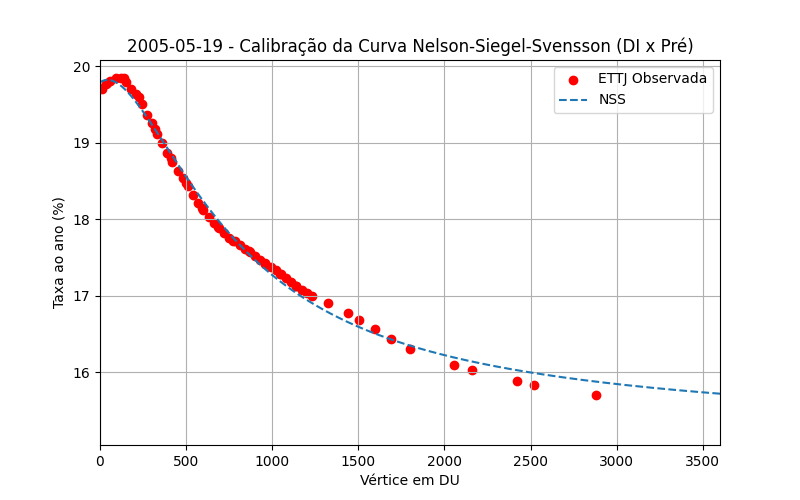 2005-05-19 - Calibração da Curva Nelson-Siegel-Svensson (DI x Pré)
ETTJ Observada
NSS
Taxa ao ano (%)
20
19
18
17
16
0 500 1000 1500 2000 2500 3000 3500
Vértice em DU